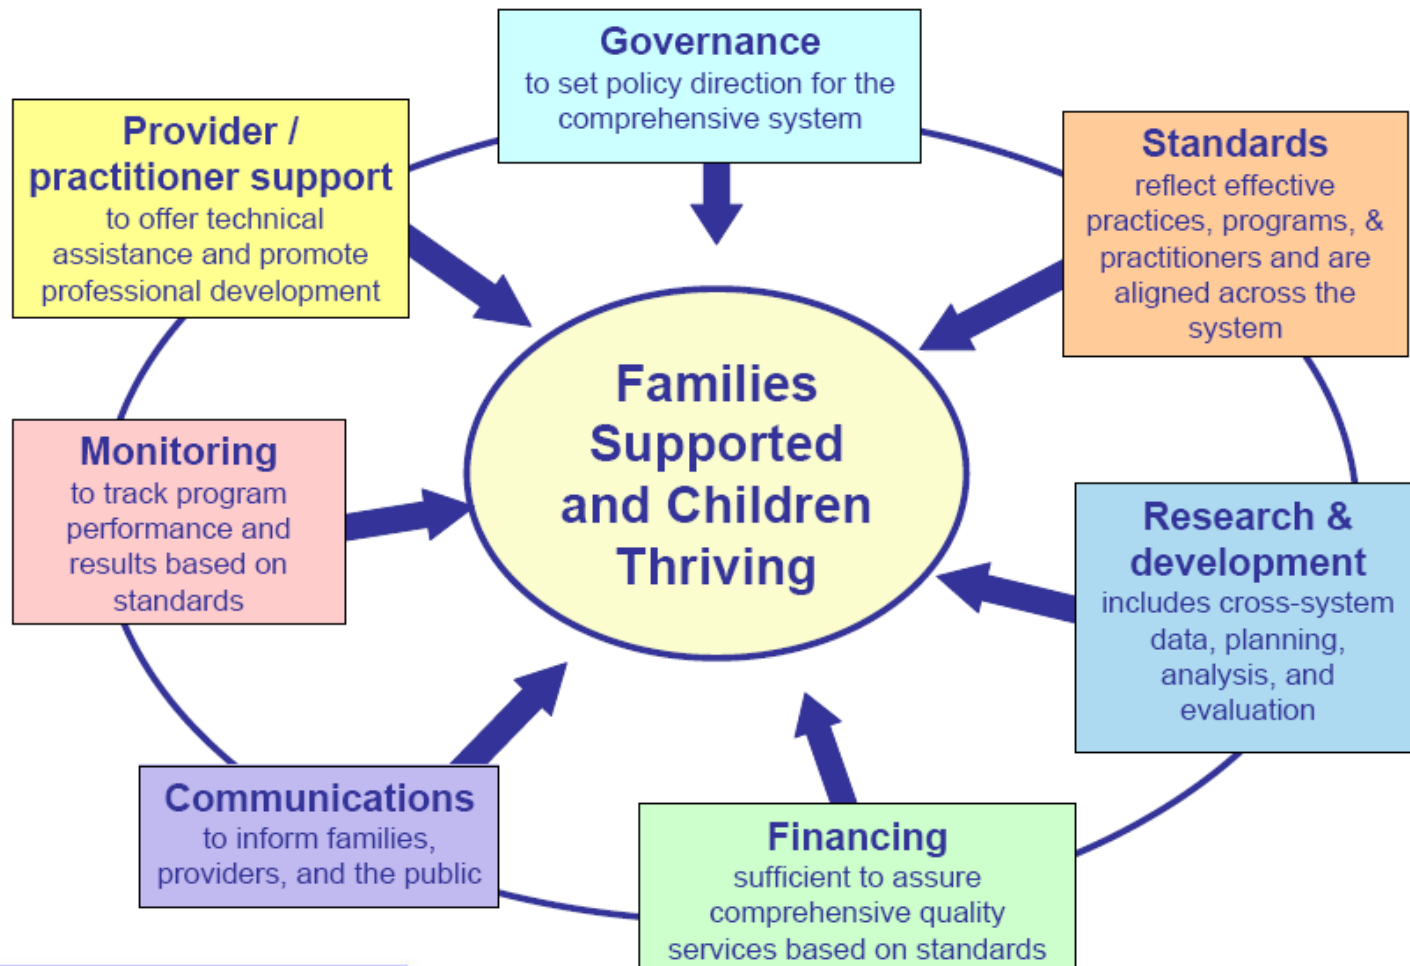 Governance
to set policy direction for the
comprehensive system
Provider /
practitioner support
to offer technical
assistance and promote
professional development
Standards
reflect effective
practices, programs, &
practitioners and are
aligned across the
system
Families
Supported
and Children
Thriving
Monitoring
to track program
performance and
results based on
standards
Research &
development
includes cross-system
data, planning,
analysis, and
evaluation
Communications
to inform families,
providers, and the public
Financing
sufficient to assure
comprehensive quality
services based on standards